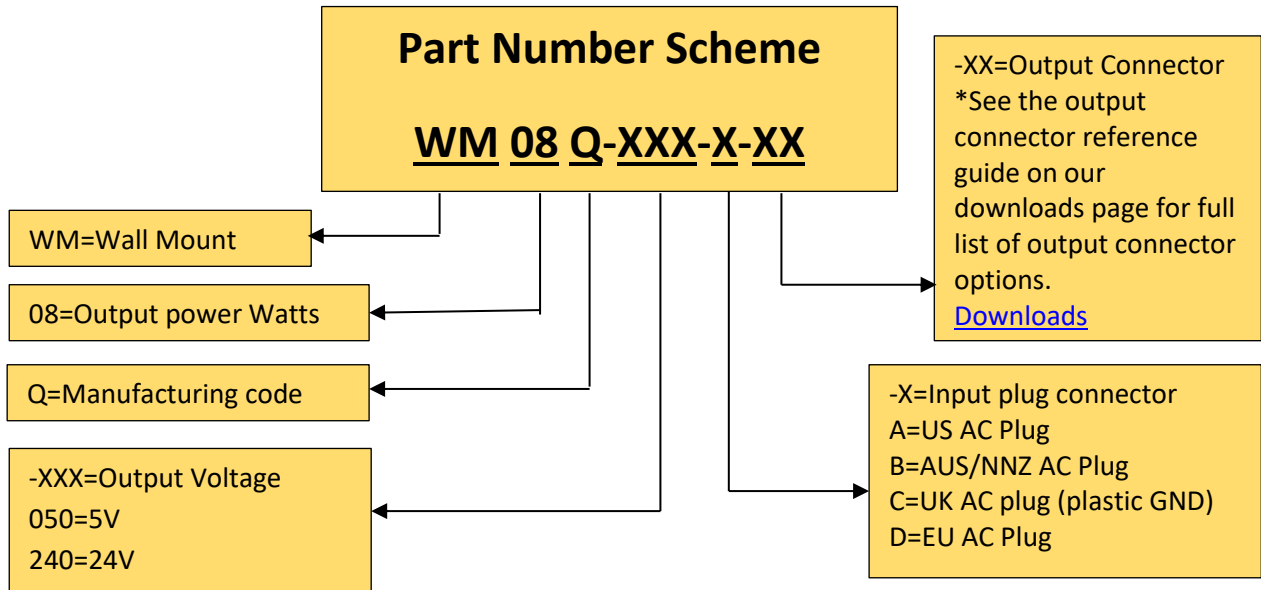 Part Number Scheme
WM 08 Q-XXX-X-XX
-XX=Output Connector
*See the output
connector reference
guide on our
downloads page for full
list of output connector
options.
Downloads
WM=Wall Mount
08=Output power Watts
Q=Manufacturing code
-XXX=Output Voltage
050=5V
240=24V
-X=Input plug connector
A=US AC Plug
B=AUS/NNZ AC Plug
C=UK AC plug (plastic GND)
D=EU AC Plug